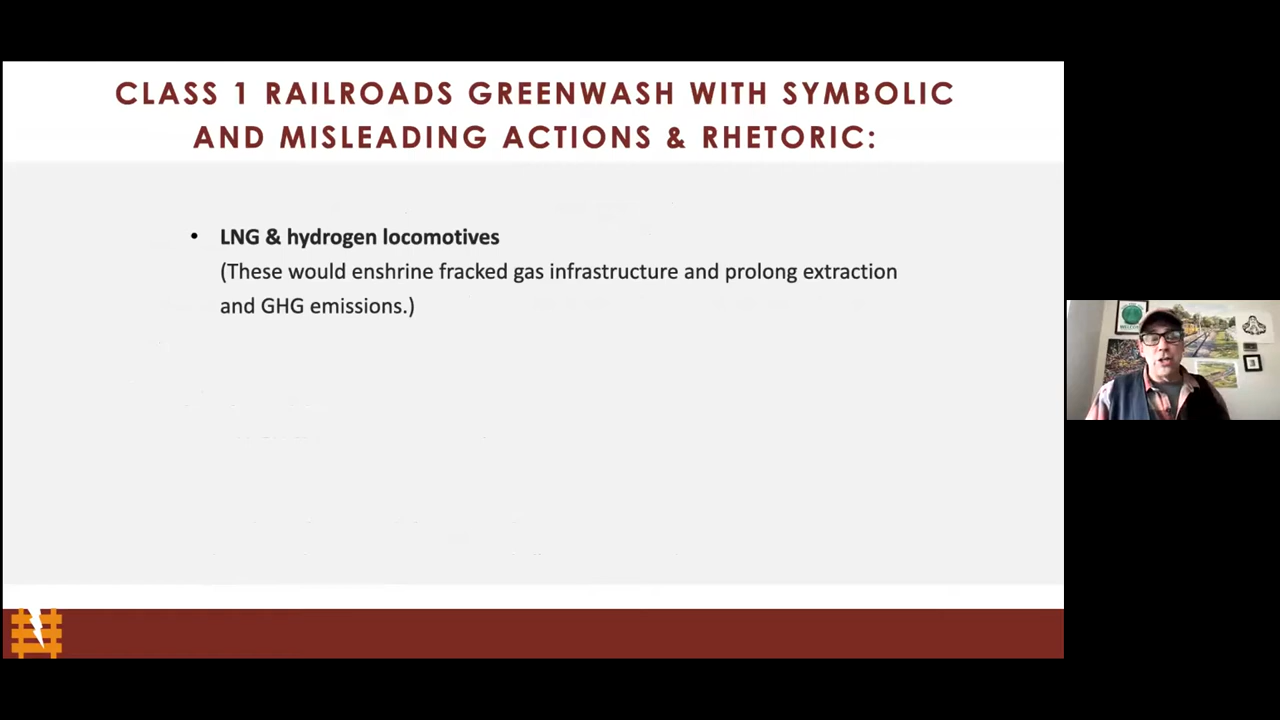 CLASS 1 RAILROADS GREENWASH WITH SYMBOLIC
AND MISLEADING ACTIONS & RHETORIC:
• LNG & hydrogen locomotives
(These would enshrine fracked gas infrastructure and prolong extraction
and GHG emissions.)